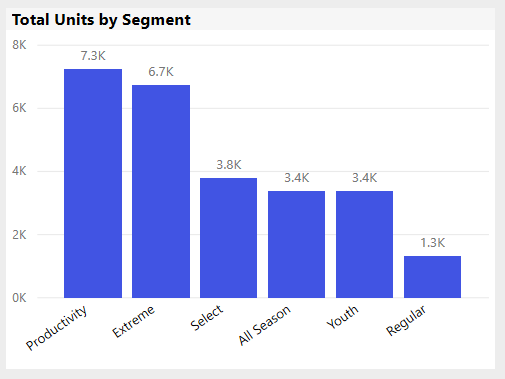 Total Units by Segment
8K
6K
4K
2K
0K
7.3K
6.7K
3.8K
3.4K
3.4K
1.3K
Productivity
Extreme
Select
All Season
Youth
Regular